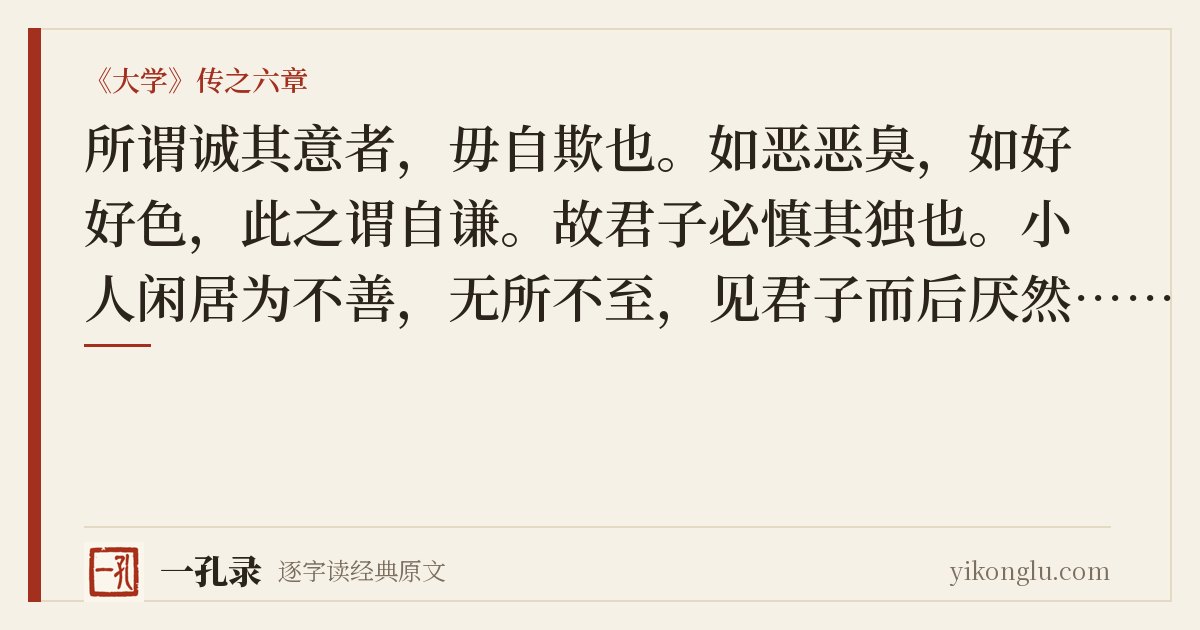 《大学》传之六章
所谓诚其意者，毋自欺也。如恶恶臭，如好
好色，此之谓自谦。故君子必慎其独也。小
人闲居为不善，无所不至，见君子而后厌然……
一孔
一孔录 逐字读经典原文
yikonglu.com